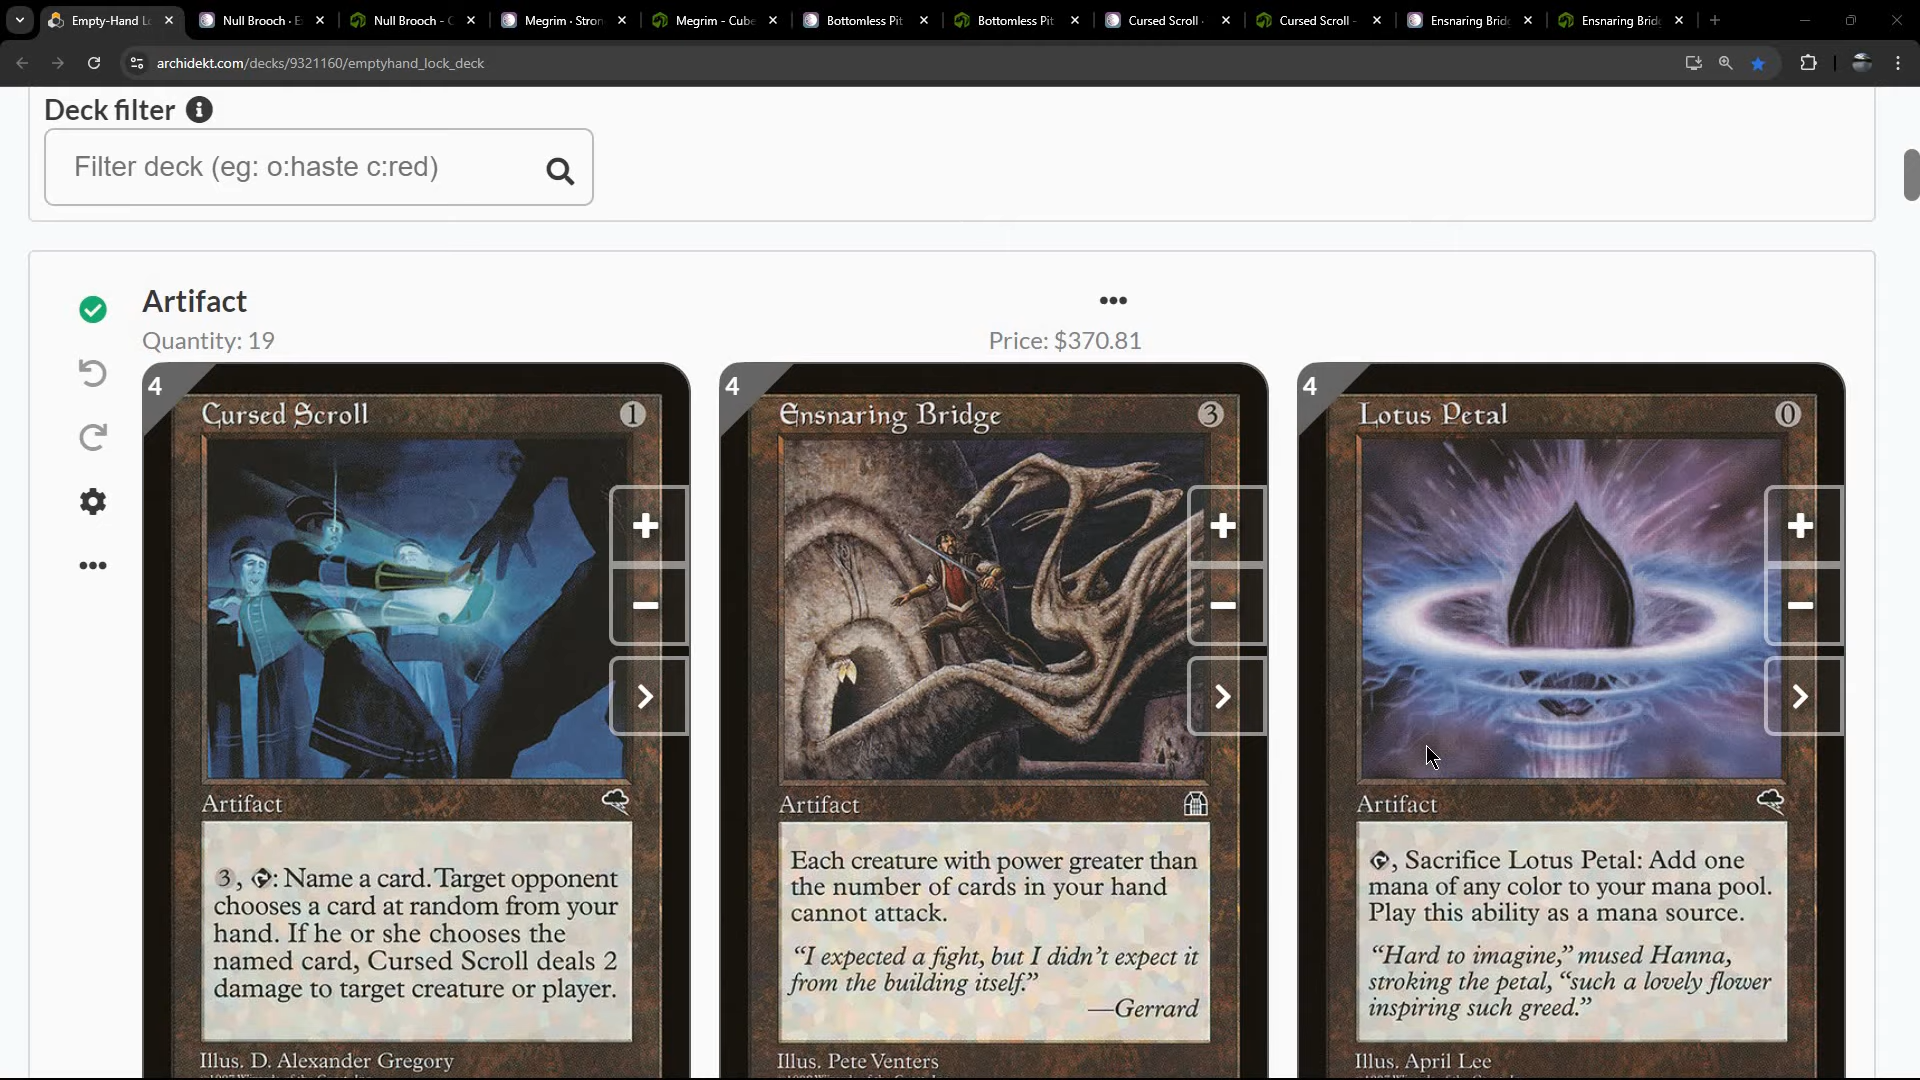 Empty-Hand Lo
Null Brooch · E
Null Brooch - C
Megrim · Stron
Megrim - Cube
Bottomless Pit
Bottomless Pit
Cursed Scroll ·
Cursed Scroll -
Ensnaring Brid
Ensnaring Bridg
archidekt.com/decks/9321160/emptyhand_lock_deck
Deck filter
Filter deck (eg: o:haste c:red)
Artifact
Quantity: 19
Price: $370.81
4
Cursed Scroll 1
Artifact
3, : Name a card. Target opponent
chooses a card at random from your
hand. If he or she chooses the
named card, Cursed Scroll deals 2
damage to target creature or player.
Illus. D. Alexander Gregory
4
Ensnaring Bridge 3
Artifact
Each creature with power greater than
the number of cards in your hand
cannot attack.
“I expected a fight, but I didn’t expect it
from the building itself.”
—Gerrard
Illus. Pete Venters
4
Lotus Petal 0
Artifact
, Sacrifice Lotus Petal: Add one
mana of any color to your mana pool.
Play this ability as a mana source.
“Hard to imagine,” mused Hanna,
stroking the petal, “such a lovely flower
inspiring such greed.”
Illus. April Lee